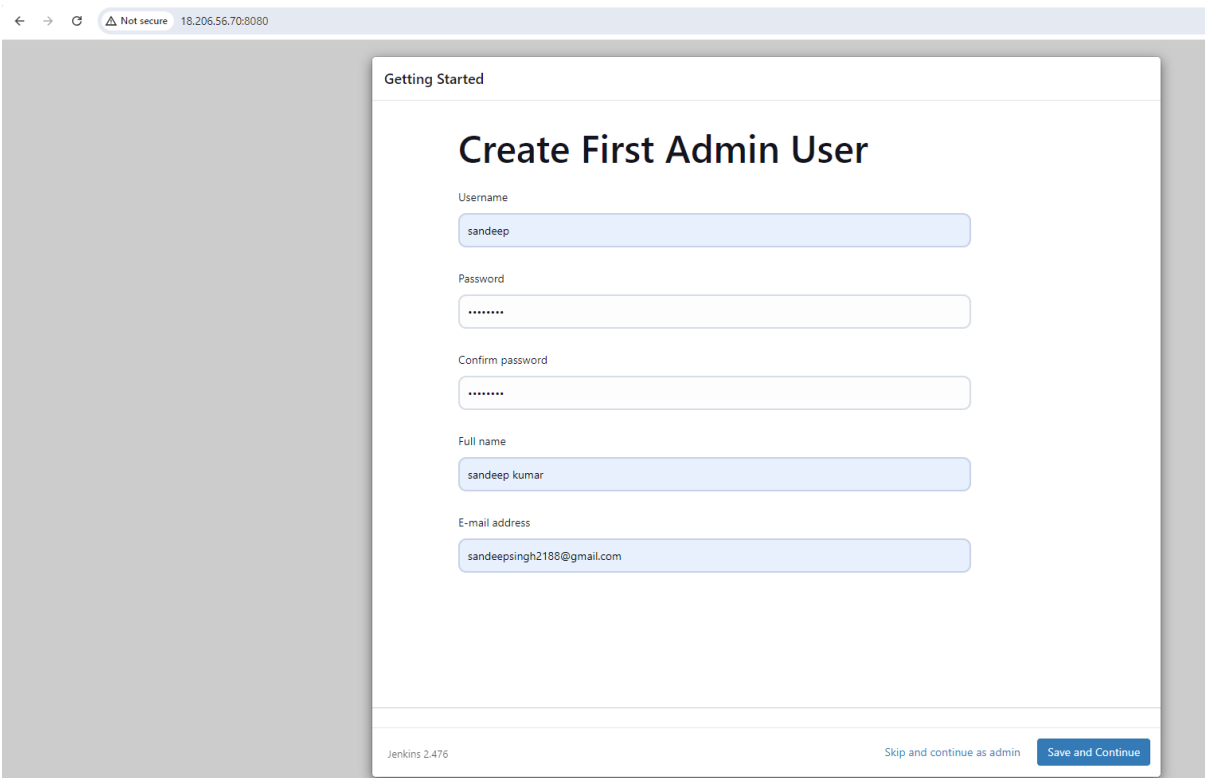 Not secure 18.206.56.70:8080
Getting Started
Create First Admin User
Username
sandeep
Password
••••••••
Confirm password
••••••••
Full name
sandeep kumar
E-mail address
sandeepsingh2188@gmail.com
Jenkins 2.476 Skip and continue as admin Save and Continue